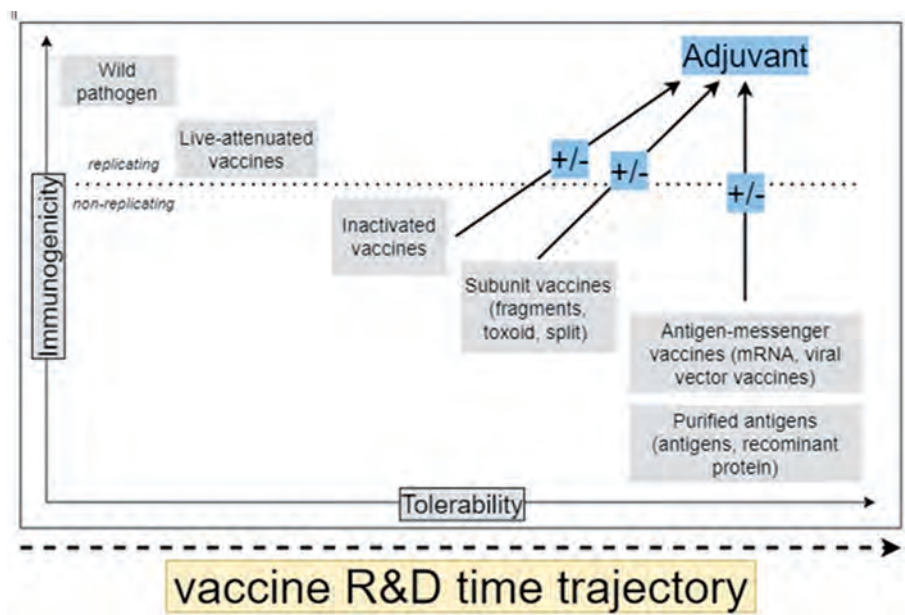 Adjuvant
Wild
pathogen
Live-attenuated
vaccines
replicating
non-replicating
+/-
+/-
+/-
Immunogenicity
Inactivated
vaccines
Subunit vaccines
(fragments,
toxoid, split)
Antigen-messenger
vaccines (mRNA, viral
vector vaccines)
Purified antigens
(antigens, recominant
protein)
Tolerability
vaccine R&D time trajectory